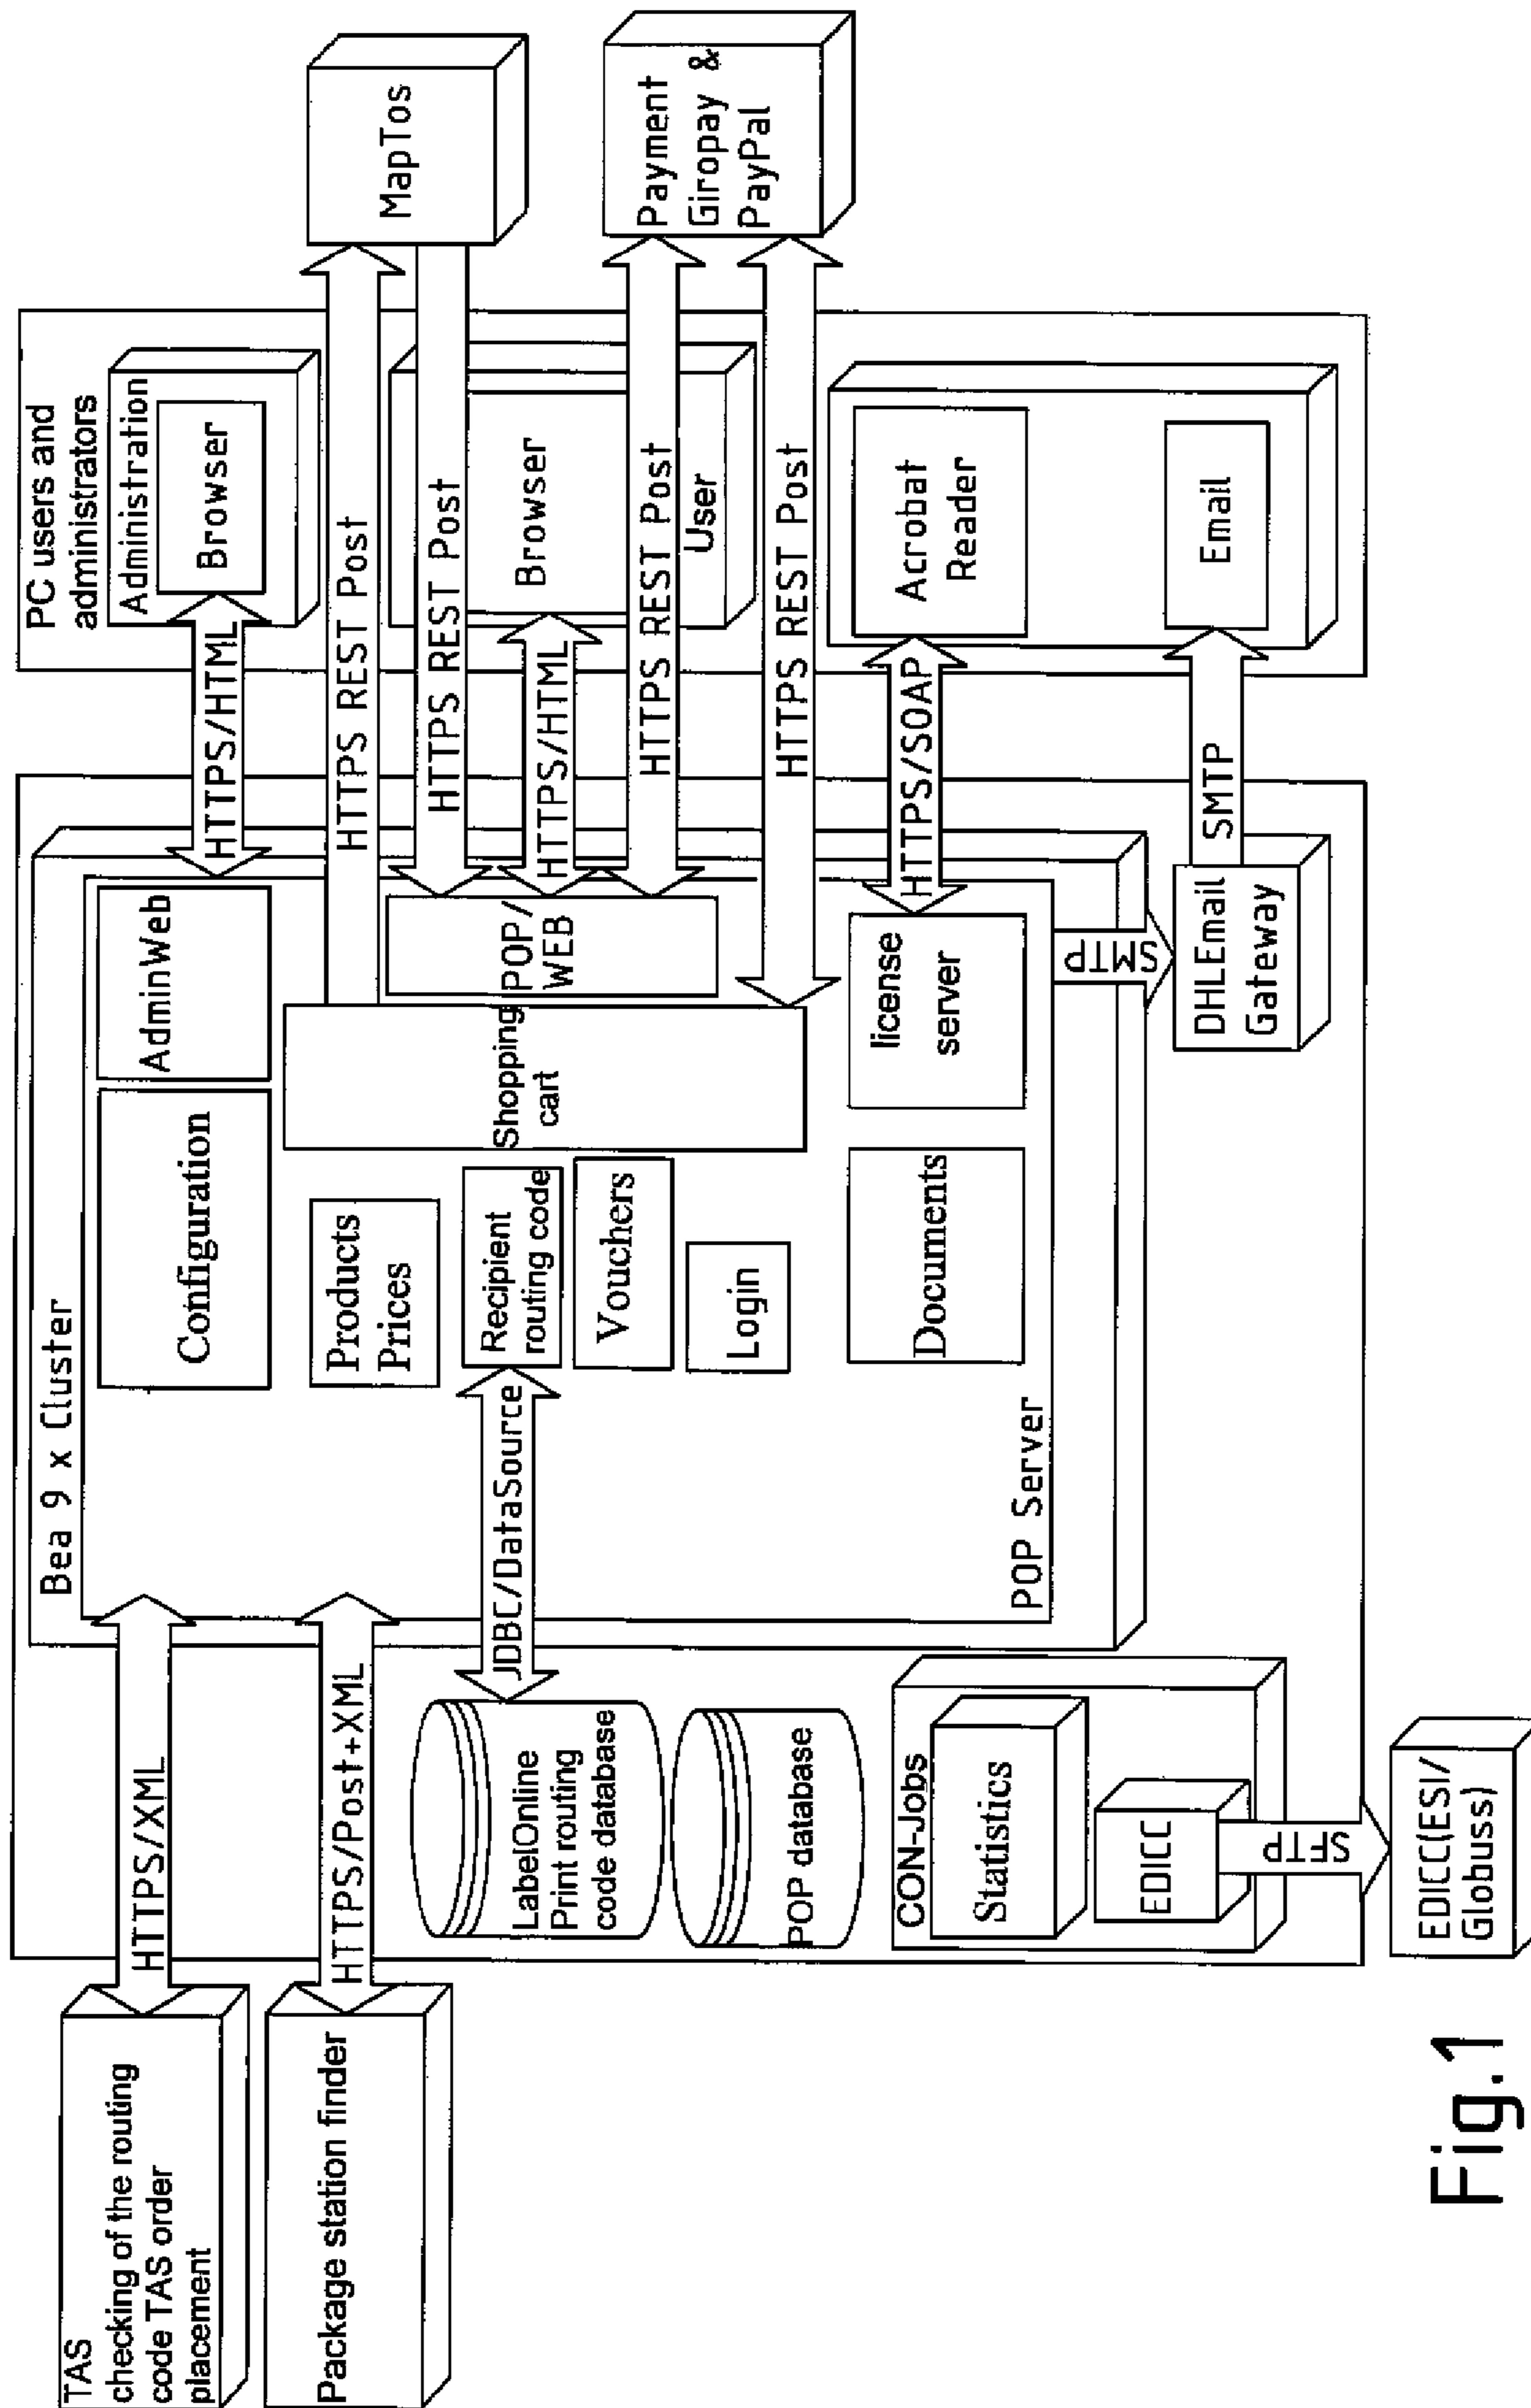 TAS
checking of the routing
code TAS order
placement
Package station finder
HTTPS/XML
HTTPS/Post+XML
Bea 9 x Cluster
Configuration
AdminWeb
Products
Prices
Recipient
routing code
Vouchers
Login
Documents
Shopping
cart
POP/
WEB
license
server
POP Server
JDBC/DataSource
LabelOnline
Print routing
code database
POP database
CON-Jobs
Statistics
EDICC
SFTP
EDICC(ESI/
Globuss)
SMTP
DHLEmail
Gateway
SMTP
HTTPS/HTML
HTTPS REST Post
HTTPS REST Post
HTTPS/HTML
HTTPS REST Post
HTTPS REST Post
HTTPS/SOAP
PC users and
administrators
Administration
Browser
Browser
User
Acrobat
Reader
Email
MapTos
Payment
Giropay &
PayPal
Fig.1